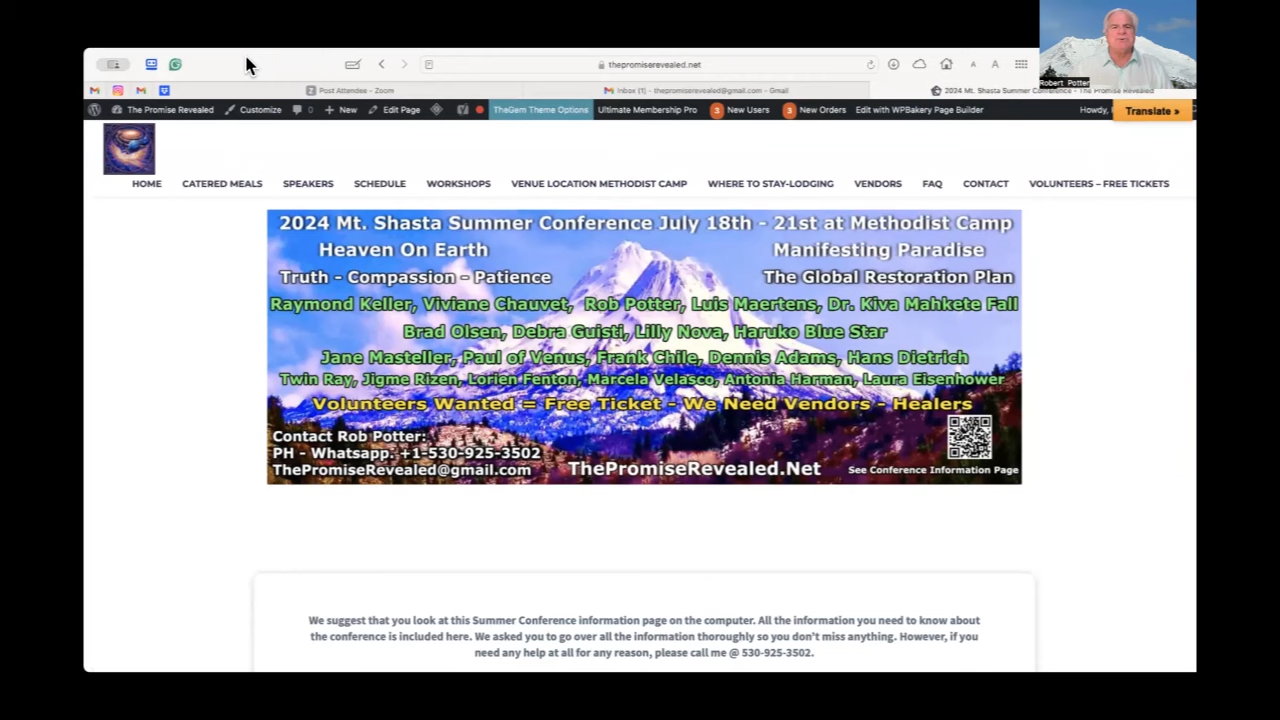 Robert Potter
thepromiserevealed.net
Post Attendee - Zoom
Inbox (1) - thepromiserevealed@gmail.com - Gmail
2024 Mt. Shasta Summer Conference - The Promise Revealed
The Promise Revealed
Customize
0
New
Edit Page
TheGem Theme Options
Ultimate Membership Pro
3 New Users
3 New Orders
Edit with WPBakery Page Builder
Howdy,
Translate »
HOME
CATERED MEALS
SPEAKERS
SCHEDULE
WORKSHOPS
VENUE LOCATION METHODIST CAMP
WHERE TO STAY-LODGING
VENDORS
FAQ
CONTACT
VOLUNTEERS – FREE TICKETS
2024 Mt. Shasta Summer Conference July 18th - 21st at Methodist Camp
Heaven On Earth
Manifesting Paradise
Truth - Compassion - Patience
The Global Restoration Plan
Raymond Keller, Viviane Chauvet, Rob Potter, Luis Maertens, Dr. Kiva Mahkete Fall
Brad Olsen, Debra Guisti, Lilly Nova, Haruko Blue Star
Jane Masteller, Paul of Venus, Frank Chile, Dennis Adams, Hans Dietrich
Twin Ray, Jigme Rizen, Lorien Fenton, Marcela Velasco, Antonia Harman, Laura Eisenhower
Volunteers Wanted = Free Ticket - We Need Vendors - Healers
Contact Rob Potter:
PH - Whatsapp. +1-530-925-3502
ThePromiseRevealed@gmail.com
ThePromiseRevealed.Net
See Conference Information Page
We suggest that you look at this Summer Conference information page on the computer. All the information you need to know about
the conference is included here. We asked you to go over all the information thoroughly so you don't miss anything. However, if you
need any help at all for any reason, please call me @ 530-925-3502.